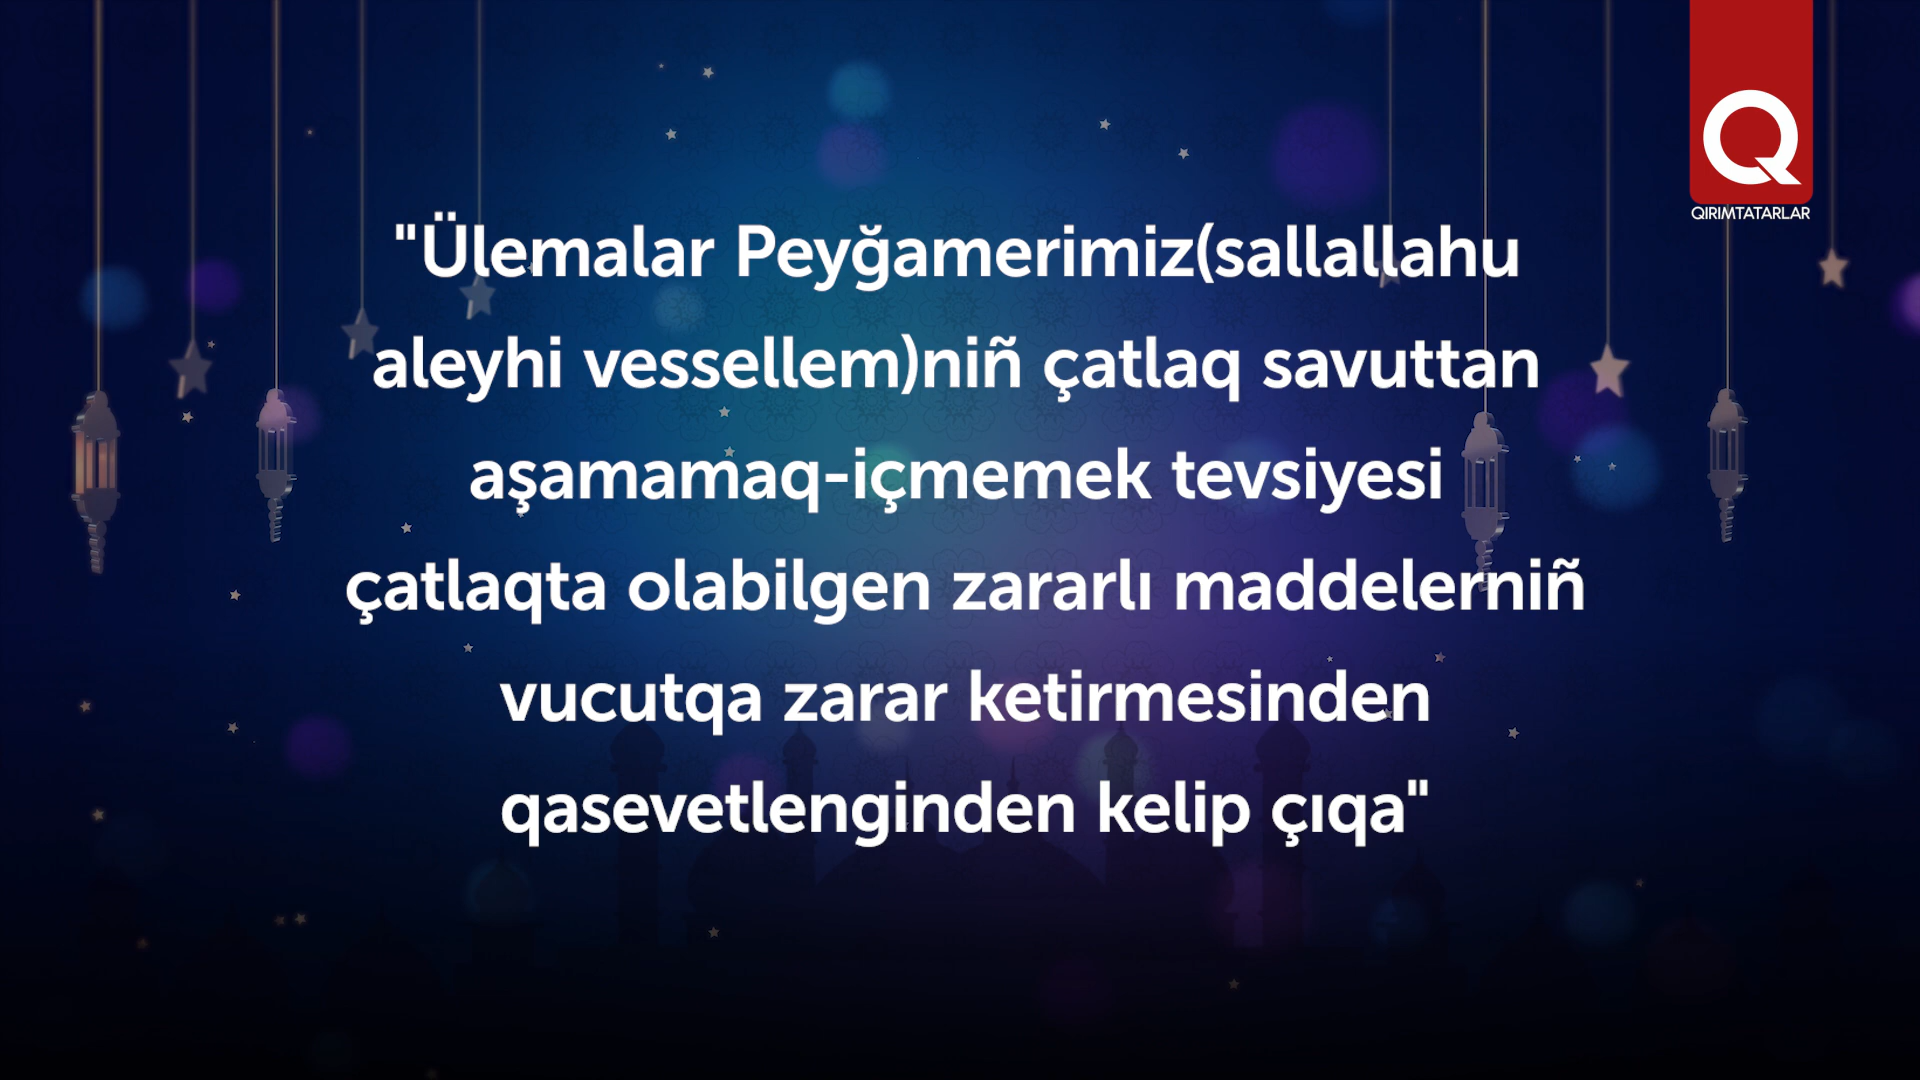 QIRIMTATARLAR
"Ülemalar Peyğamerimiz(sallallahu
aleyhi vessellem)niñ çatlaq savuttan
aşamamaq-içmemek tevsiyesi
çatlaqta olabilgen zararlı maddelerniñ
vucutqa zarar ketirmesinden
qasevetlenginden kelip çıqa"